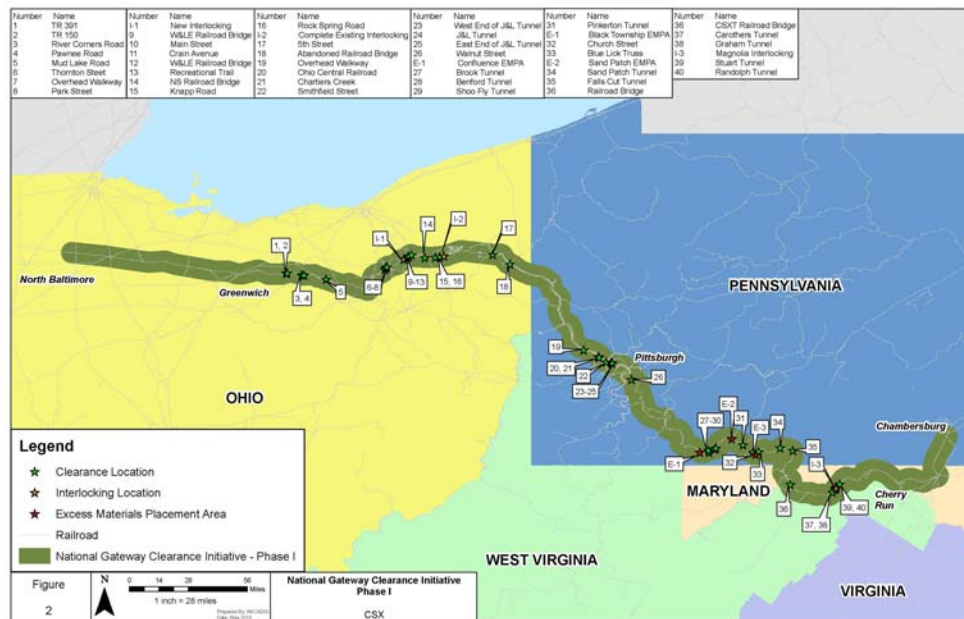 Number Name Number Name Number Name Number Name Number Name Number Name
1 TR 391 I-1 New Interlocking 16 Rock Spring Road 23 West End of J&L Tunnel 31 Pinkerton Tunnel 36 CSXT Railroad Bridge
2 TR 150 9 W&LE Railroad Bridge I-2 Complete Existing Interlocking 24 J&L Tunnel E-1 Black Township EMPA 37 Carothers Tunnel
3 River Corners Road 10 Main Street 17 5th Street 25 East End of J&L Tunnel 32 Church Street 38 Graham Tunnel
4 Pawnee Road 11 Crain Avenue 18 Abandoned Railroad Bridge 26 Walnut Street 33 Blue Lick Truss I-3 Magnolia Interlocking
5 Mud Lake Road 12 W&LE Railroad Bridge 19 Overhead Walkway E-1 Confluence EMPA E-2 Sand Patch EMPA 39 Stuart Tunnel
6 Thornton Steet 13 Recreational Trail 20 Ohio Central Railroad 27 Brook Tunnel 34 Sand Patch Tunnel 40 Randolph Tunnel
7 Overhead Walkway 14 NS Railroad Bridge 21 Chartiers Creek 28 Benford Tunnel 35 Falls Cut Tunnel
8 Park Street 15 Knapp Road 22 Smithfield Street 29 Shoo Fly Tunnel 36 Railroad Bridge
I-1
14
I-2
17
1, 2
North Baltimore
Greenwich
3, 4
5
6-8
9-13
15, 16
18
PENNSYLVANIA
19
Pittsburgh
20, 21
22
23-25
26
OHIO
E-2
Chambersburg
27-30
31
E-3
34
35
E-1
32
33
I-3
MARYLAND
36
37, 38
39, 40
Cherry
Run
WEST VIRGINIA
VIRGINIA
Legend
Clearance Location
Interlocking Location
Excess Materials Placement Area
Railroad
National Gateway Clearance Initiative - Phase I
Figure
2
N
0 14 28 56
Miles
1 inch = 28 miles
Prepared By: ARCADIS
Date: May 2010
National Gateway Clearance Initiative
Phase I
CSX